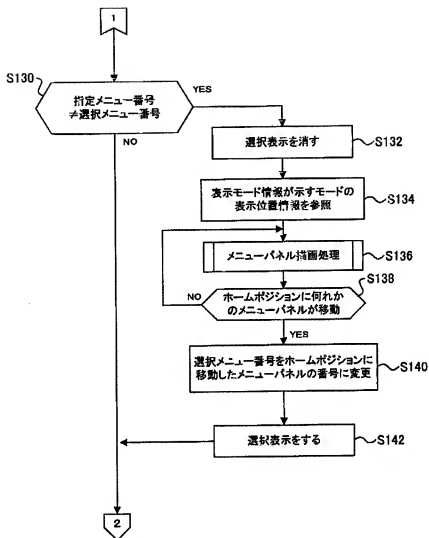 1
S130
指定メニュー番号
≠選択メニュー番号
YES
NO
選択表示を消す
S132
表示モード情報が示すモードの
表示位置情報を参照
S134
メニューパネル描画処理
S136
S138
ホームポジションに何れか
のメニューパネルが移動
NO
YES
選択メニュー番号をホームポジションに
移動したメニューパネルの番号に変更
S140
選択表示をする
S142
2